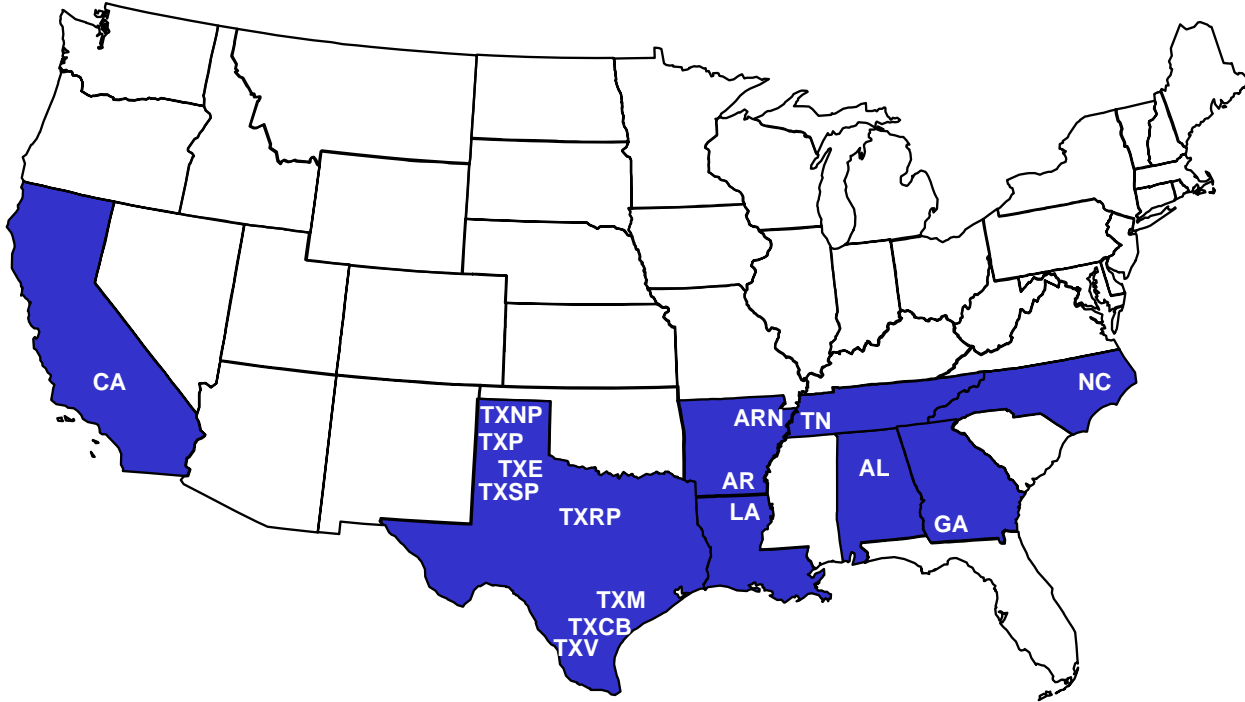 CA
NC
TXNP
ARN
TN
TXP
TXE
AL
TXSP
AR
LA
TXRP
GA
TXM
TXCB
TXV